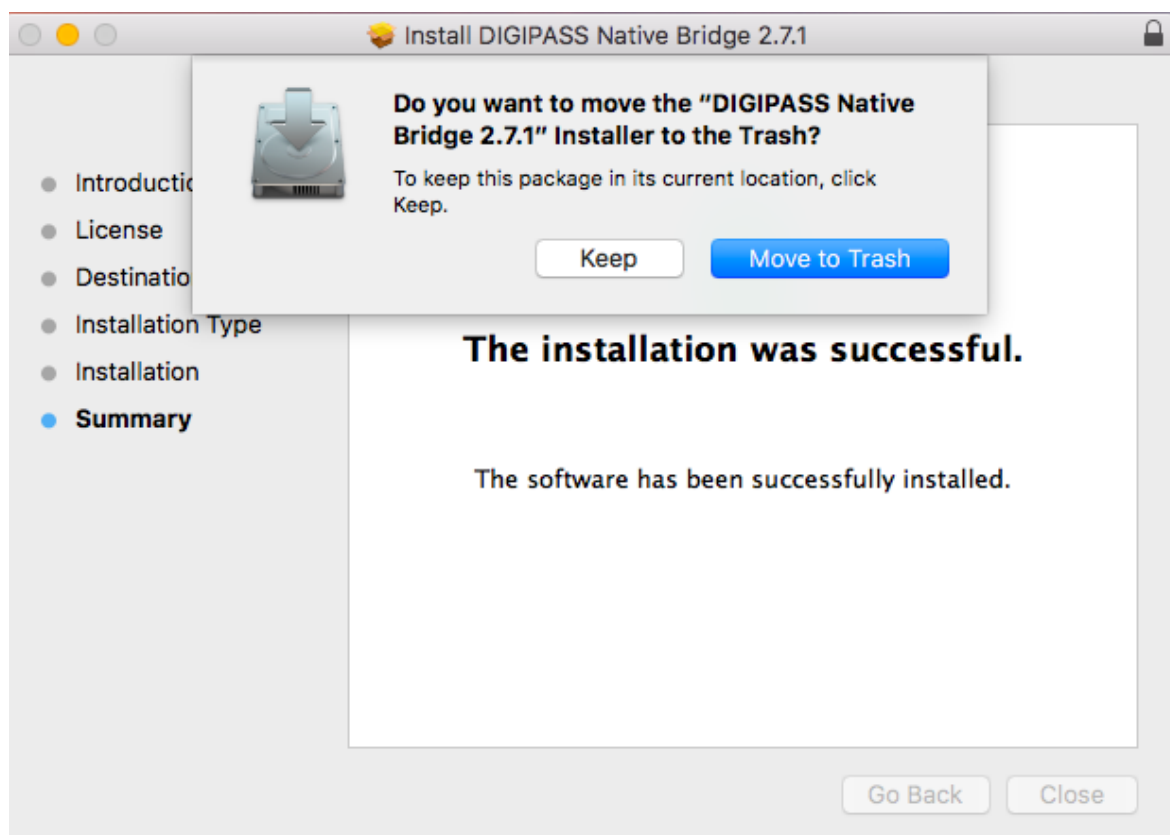 Install DIGIPASS Native Bridge 2.7.1
Do you want to move the “DIGIPASS Native
Bridge 2.7.1” Installer to the Trash?
To keep this package in its current location, click
Keep.
Keep
Move to Trash
License
Installation Type
Installation
Summary
The installation was successful.
The software has been successfully installed.
Go Back
Close